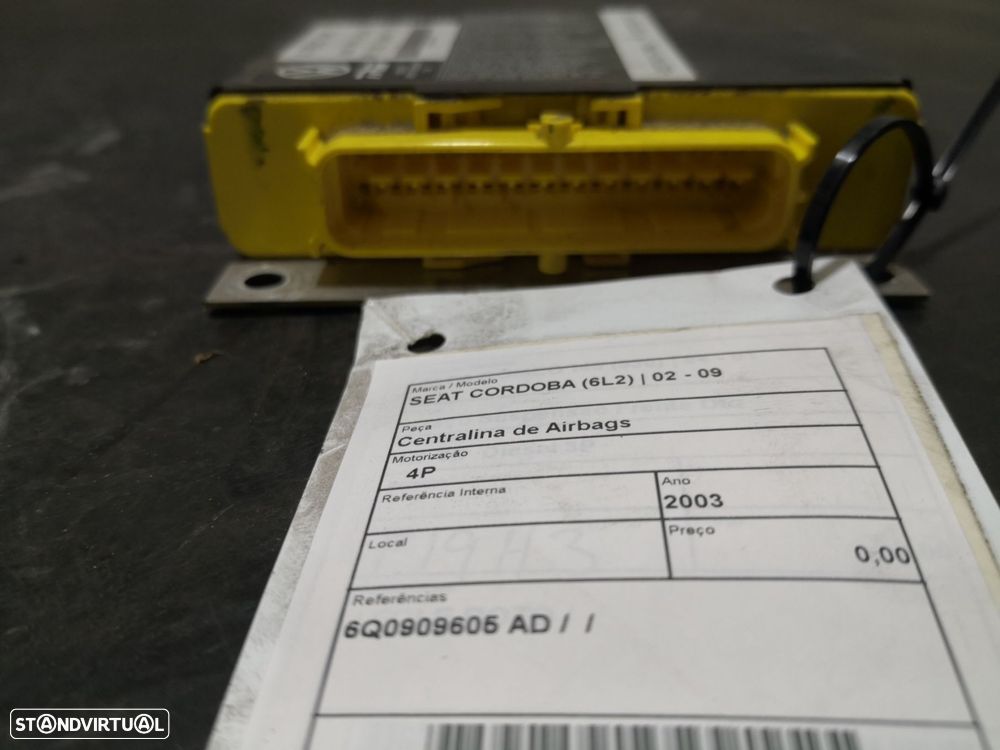 Marca / Modelo
SEAT CORDOBA (6L2) | 02 - 09
Peça
Centralina de Airbags
Motorização
4P
Referência Interna
Ano
2003
Local
Preço
0,00
Referências
6Q0909605 AD / /
STANDVIRTUAL